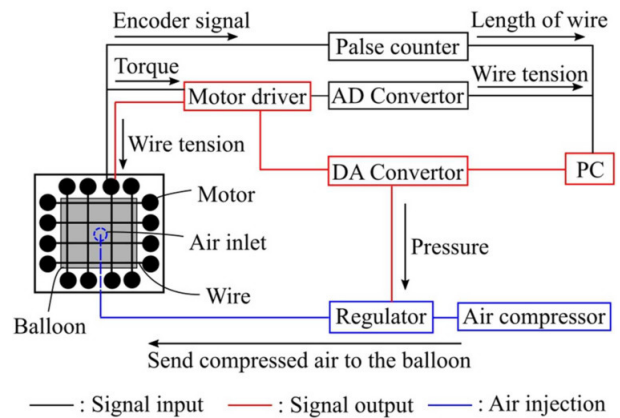 Encoder signal
Length of wire
Palse counter
Torque
Wire tension
Motor driver
AD Convertor
Wire tension
DA Convertor
PC
Motor
Air inlet
Pressure
Wire
Balloon
Regulator
Air compressor
Send compressed air to the balloon
: Signal input : Signal output : Air injection